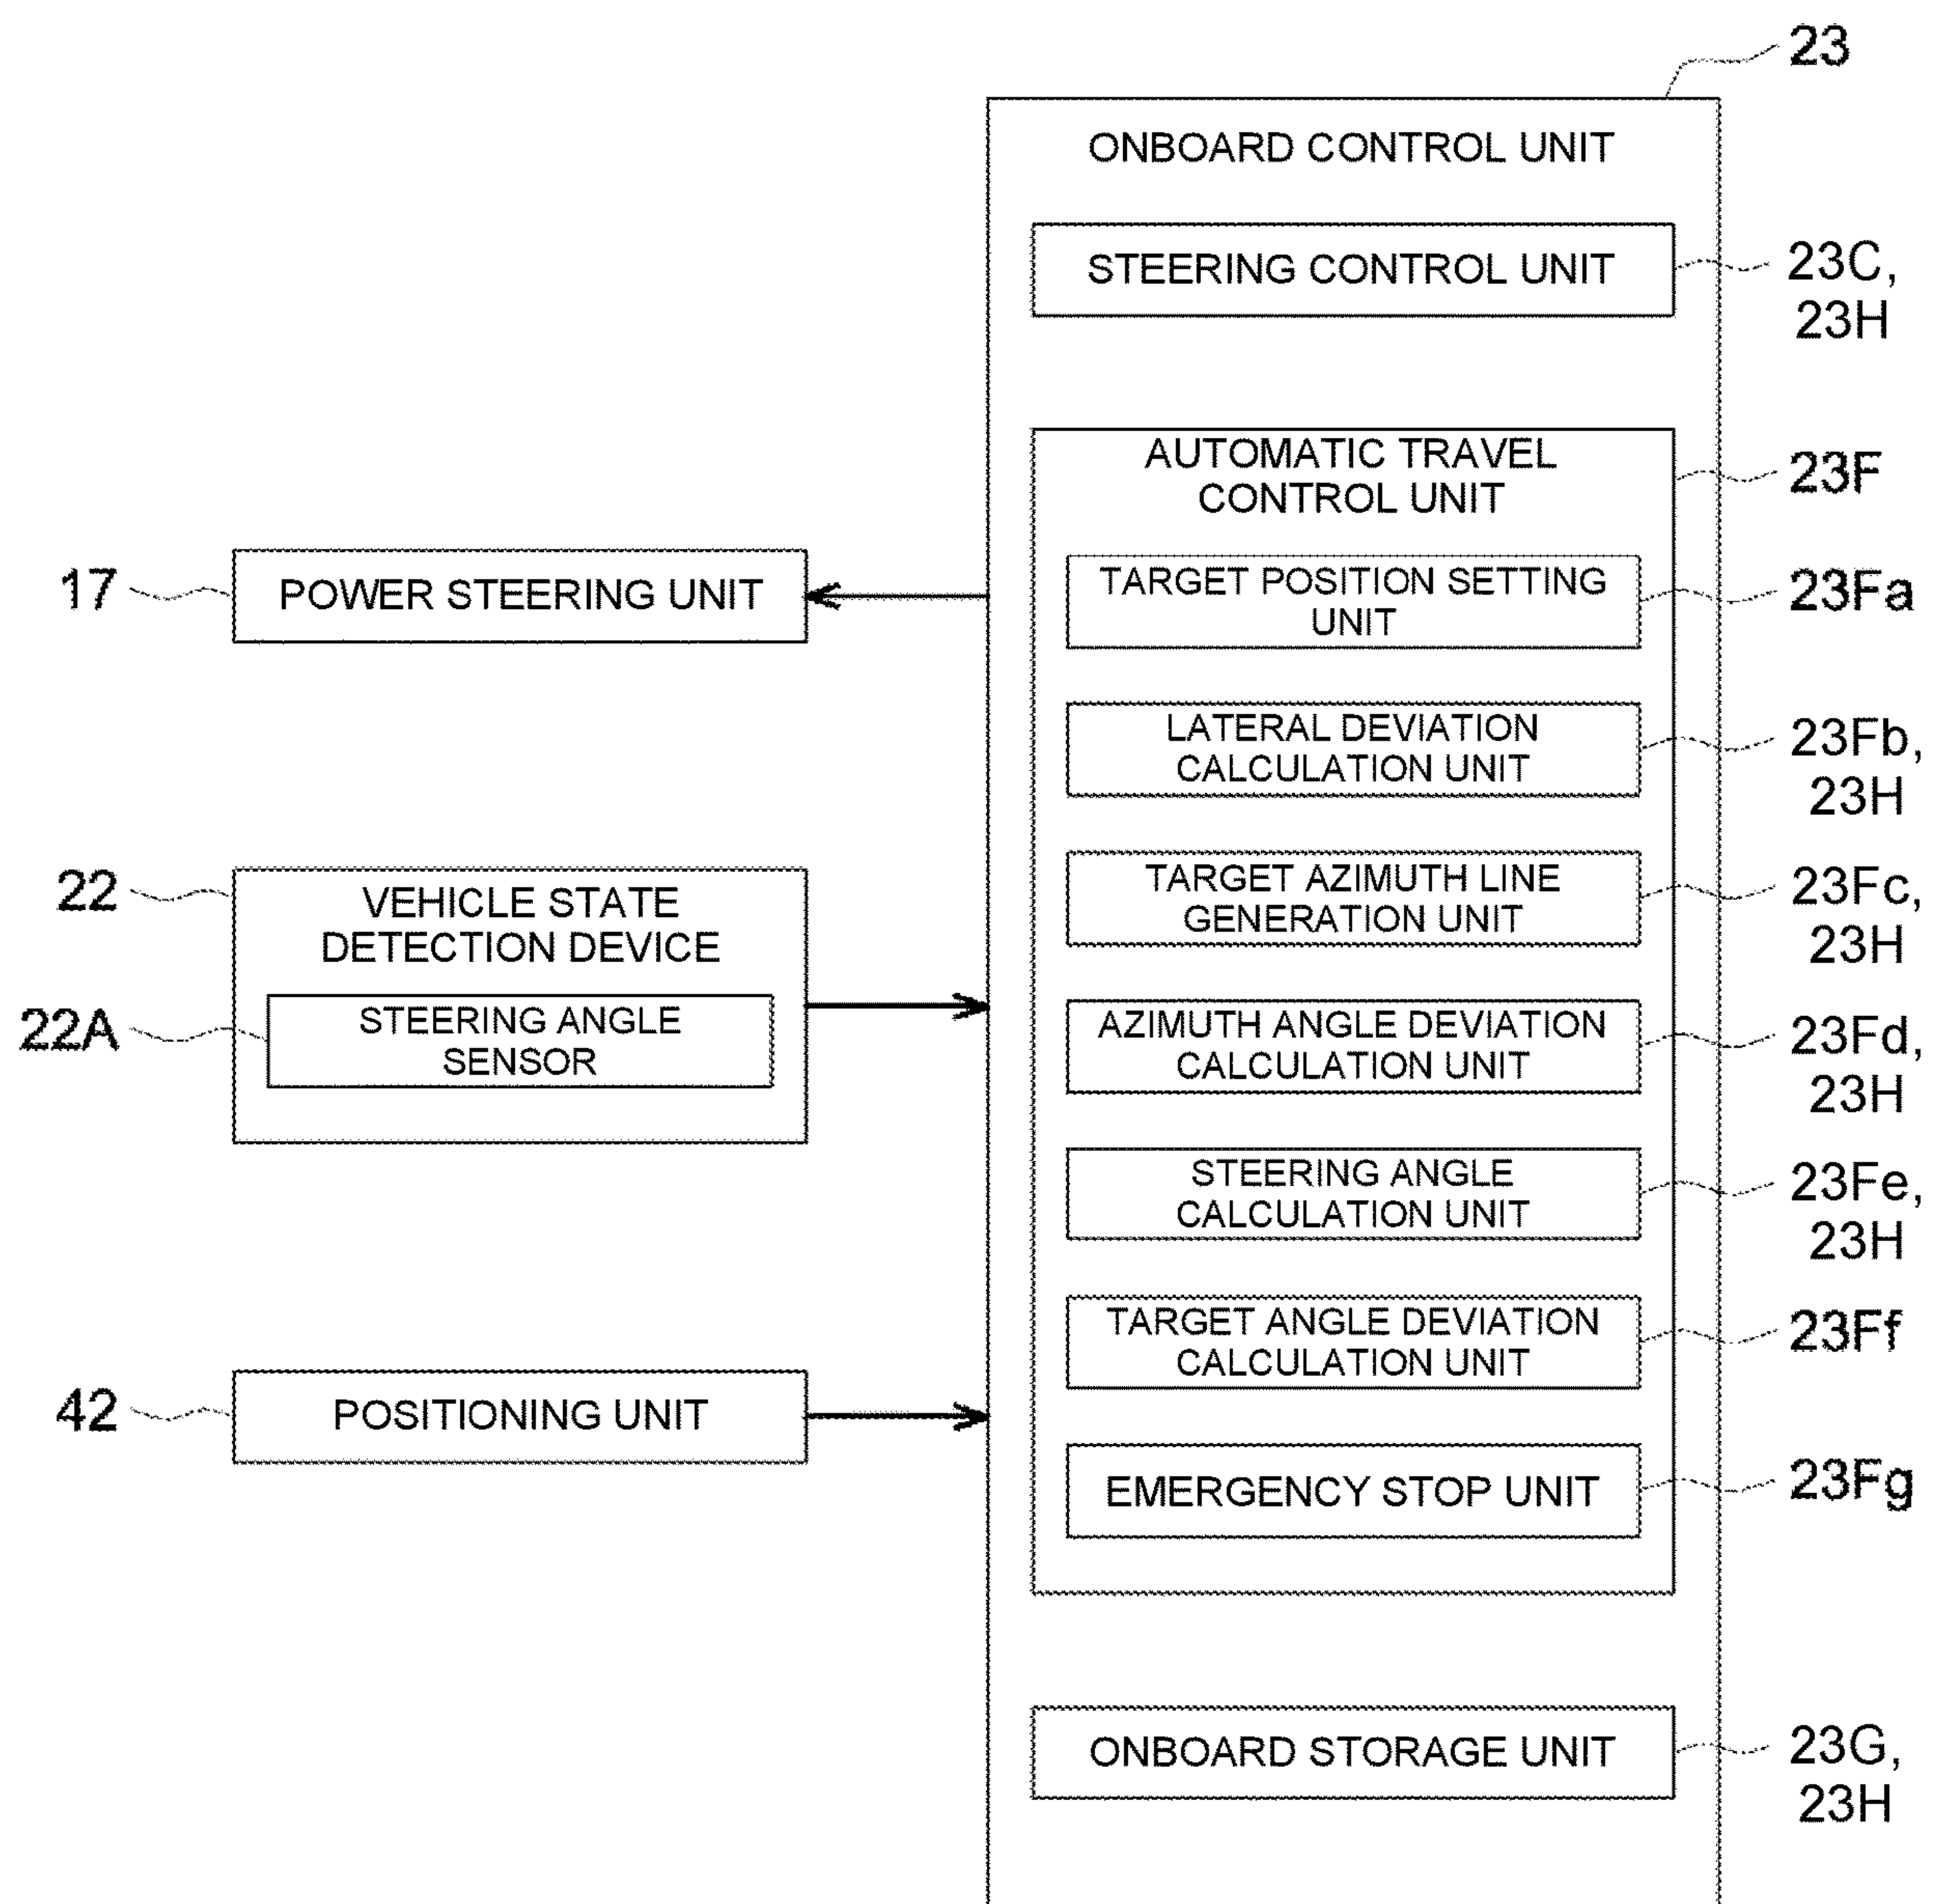 23
ONBOARD CONTROL UNIT
STEERING CONTROL UNIT
23C,
23H
AUTOMATIC TRAVEL
CONTROL UNIT
23F
17
POWER STEERING UNIT
TARGET POSITION SETTING
UNIT
23Fa
LATERAL DEVIATION
CALCULATION UNIT
23Fb,
23H
22
VEHICLE STATE
DETECTION DEVICE
TARGET AZIMUTH LINE
GENERATION UNIT
23Fc,
23H
22A
STEERING ANGLE
SENSOR
AZIMUTH ANGLE DEVIATION
CALCULATION UNIT
23Fd,
23H
STEERING ANGLE
CALCULATION UNIT
23Fe,
23H
TARGET ANGLE DEVIATION
CALCULATION UNIT
23Ff
42
POSITIONING UNIT
EMERGENCY STOP UNIT
23Fg
ONBOARD STORAGE UNIT
23G,
23H